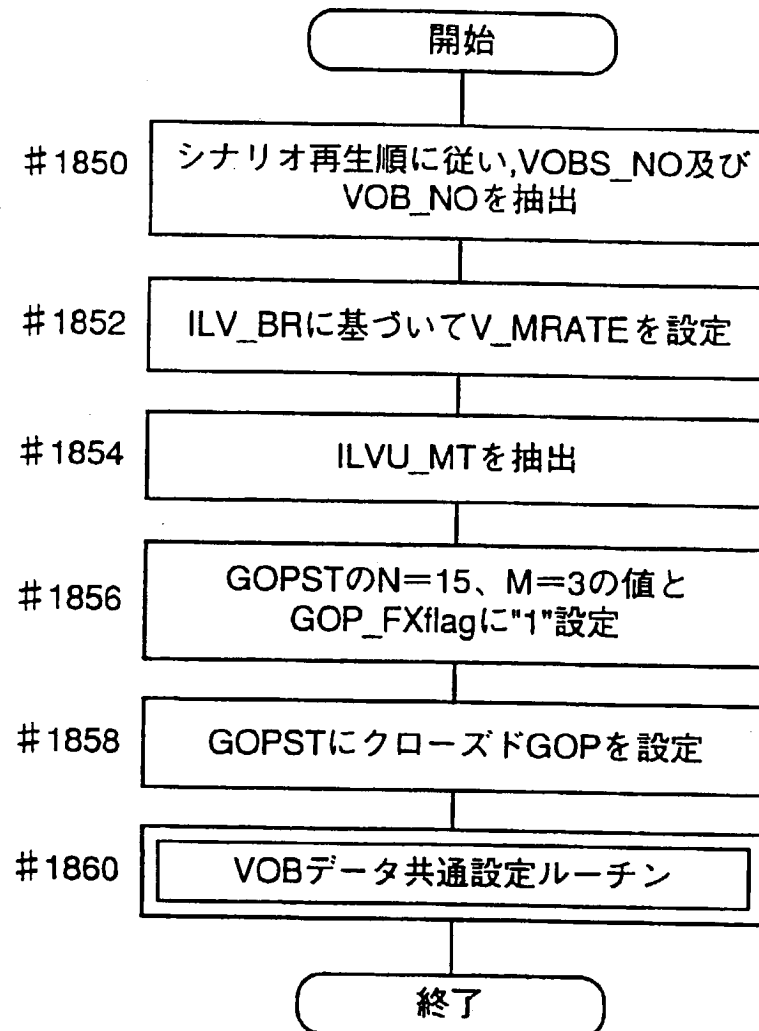 開始
#1850
シナリオ再生順に従い,VOBS_NO及び
VOB_NOを抽出
#1852
ILV_BRに基づいてV_MRATEを設定
#1854
ILVU_MTを抽出
#1856
GOPSTのN=15、M=3の値と
GOP_FXflagに"1"設定
#1858
GOPSTにクローズドGOPを設定
#1860
VOBデータ共通設定ルーチン
終了